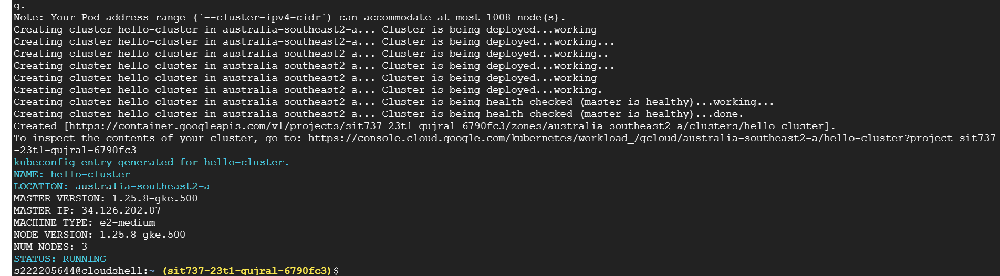 g.
Note: Your Pod address range (`--cluster-ipv4-cidr`) can accommodate at most 1008 node(s).
Creating cluster hello-cluster in australia-southeast2-a... Cluster is being deployed...working
Creating cluster hello-cluster in australia-southeast2-a... Cluster is being deployed...working...
Creating cluster hello-cluster in australia-southeast2-a... Cluster is being deployed...working..
Creating cluster hello-cluster in australia-southeast2-a... Cluster is being deployed...working...
Creating cluster hello-cluster in australia-southeast2-a... Cluster is being deployed...working
Creating cluster hello-cluster in australia-southeast2-a... Cluster is being deployed...working.
Creating cluster hello-cluster in australia-southeast2-a... Cluster is being health-checked (master is healthy)...working...
Creating cluster hello-cluster in australia-southeast2-a... Cluster is being health-checked (master is healthy)...done.
Created [https://container.googleapis.com/v1/projects/sit737-23t1-gujral-6790fc3/zones/australia-southeast2-a/clusters/hello-cluster].
To inspect the contents of your cluster, go to: https://console.cloud.google.com/kubernetes/workload_/gcloud/australia-southeast2-a/hello-cluster?project=sit737
-23t1-gujral-6790fc3
kubeconfig entry generated for hello-cluster.
NAME: hello-cluster
LOCATION: australia-southeast2-a
MASTER_VERSION: 1.25.8-gke.500
MASTER_IP: 34.126.202.87
MACHINE_TYPE: e2-medium
NODE_VERSION: 1.25.8-gke.500
NUM_NODES: 3
STATUS: RUNNING
s222205644@cloudshell:~ (sit737-23t1-gujral-6790fc3)$